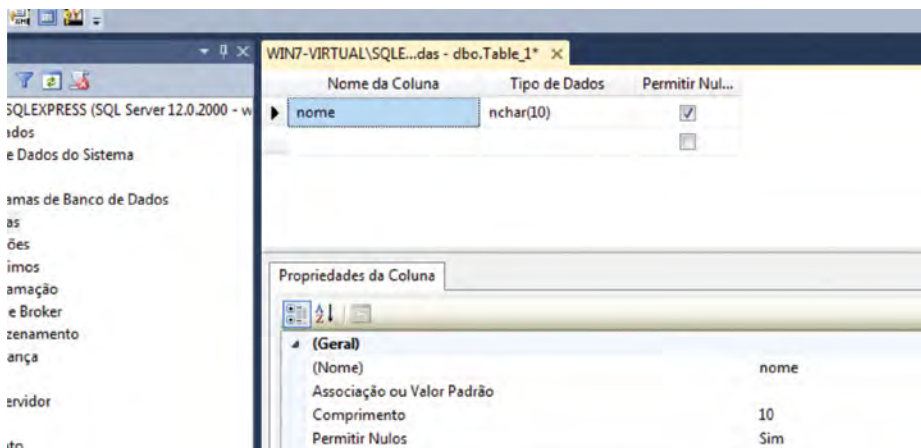 WIN7-VIRTUAL\SQLE...das - dbo.Table_1*
Nome da Coluna Tipo de Dados Permitir Nul...
nome nchar(10)
SQLEXPRESS (SQL Server 12.0.2000 - w
ados
e Dados do Sistema
amas de Banco de Dados
as
ões
imos
amação
e Broker
zenamento
ança
ervidor
nto
Propriedades da Coluna
(Geral)
(Nome) nome
Associação ou Valor Padrão
Comprimento 10
Permitir Nulos Sim